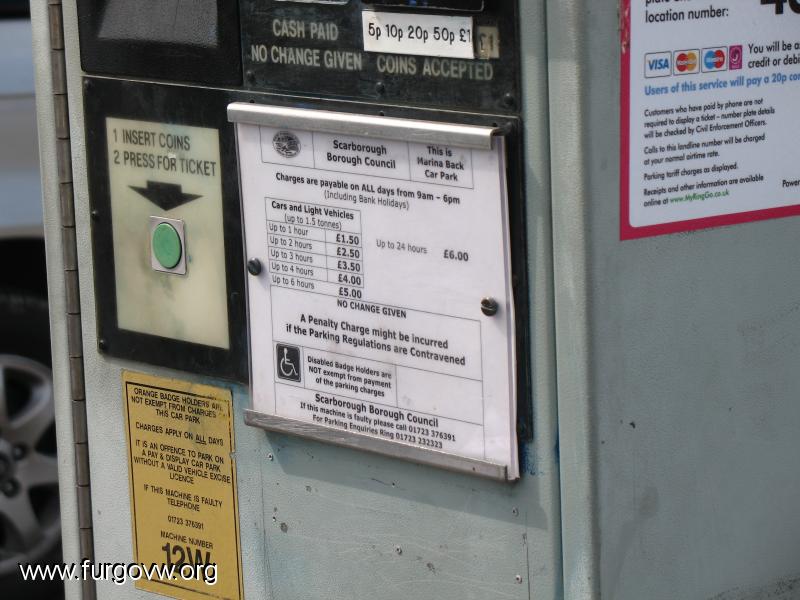 CASH PAID
NO CHANGE GIVEN
5p 10p 20p 50p £1
£1
COINS ACCEPTED
1 INSERT COINS
2 PRESS FOR TICKET
Scarborough
Borough Council
This is
Marina Back
Car Park
Charges are payable on ALL days from 9am – 6pm
(Including Bank Holidays)
Cars and Light Vehicles
(up to 1.5 tonnes)
Up to 1 hour £1.50
Up to 2 hours £2.50
Up to 3 hours £3.50
Up to 4 hours £4.00
Up to 6 hours £5.00
Up to 24 hours £6.00
NO CHANGE GIVEN
A Penalty Charge might be incurred
if the Parking Regulations are Contravened
Disabled Badge Holders are
NOT exempt from payment
of the parking charges
Scarborough Borough Council
If this machine is faulty please call 01723 376391
For Parking Enquiries Ring 01723 232323
ORANGE BADGE HOLDERS ARE
NOT EXEMPT FROM CHARGES
THIS CAR PARK
CHARGES APPLY ON ALL DAYS
IT IS AN OFFENCE TO PARK ON
A PAY & DISPLAY CAR PARK
WITHOUT A VALID VEHICLE EXCISE
LICENCE
IF THIS MACHINE IS FAULTY
TELEPHONE
01723 376391
MACHINE NUMBER
12W
location number:
VISA
You will be a
credit or debi
Users of this service will pay a 20p co
Customers who have paid by phone are not
required to display a ticket – number plate details
will be checked by Civil Enforcement Officers.
Calls to this landline number will be charged
at your normal airtime rate.
Parking tariff charges as displayed.
Receipts and other information are available
online at www.MyRingGo.co.uk
Power
www.furgovw.org